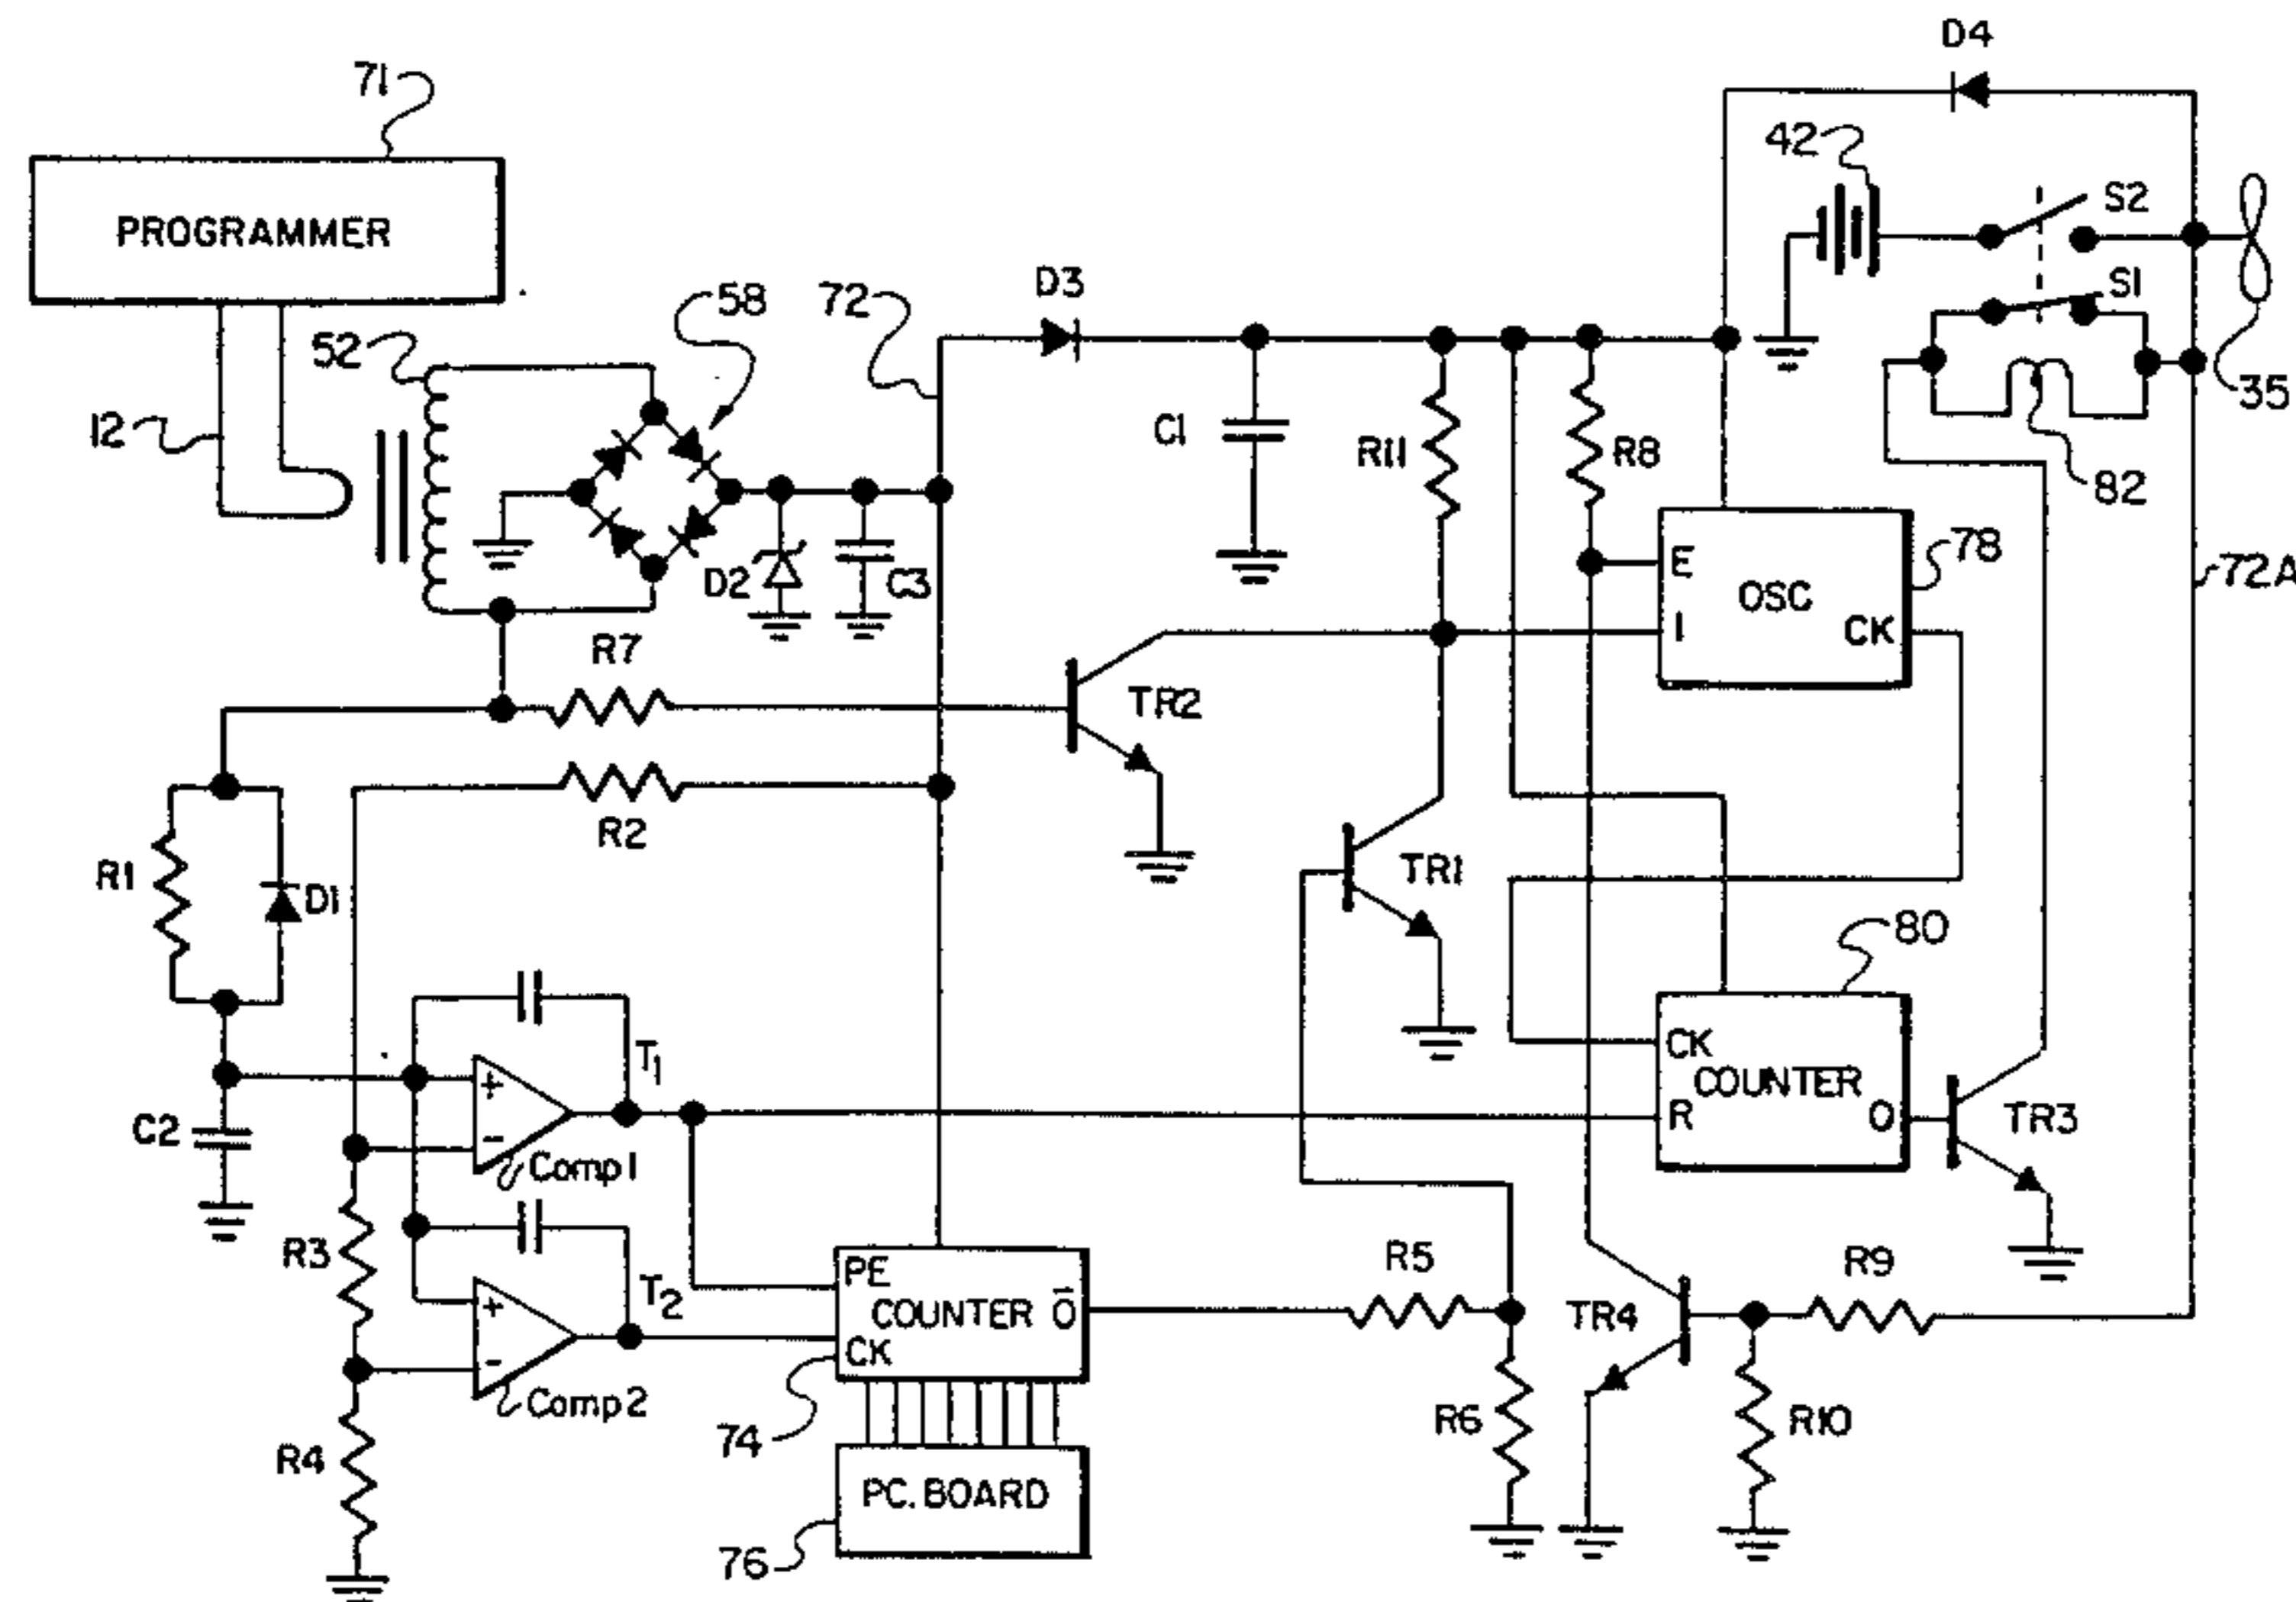 D4
71
42
PROGRAMMER
S2
58
72
D3
S1
52
35
12
C1
R11
R8
82
D2
C3
E
OSC
78
72A
I
CK
R7
TR2
R2
R1
D1
TR1
80
T1
CK
COUNTER
C2
R
O
TR3
Comp1
R3
PE
R5
R9
T2
COUNTER
Ō
TR4
CK
Comp2
74
R6
R10
R4
PC. BOARD
76
+
-
+
-